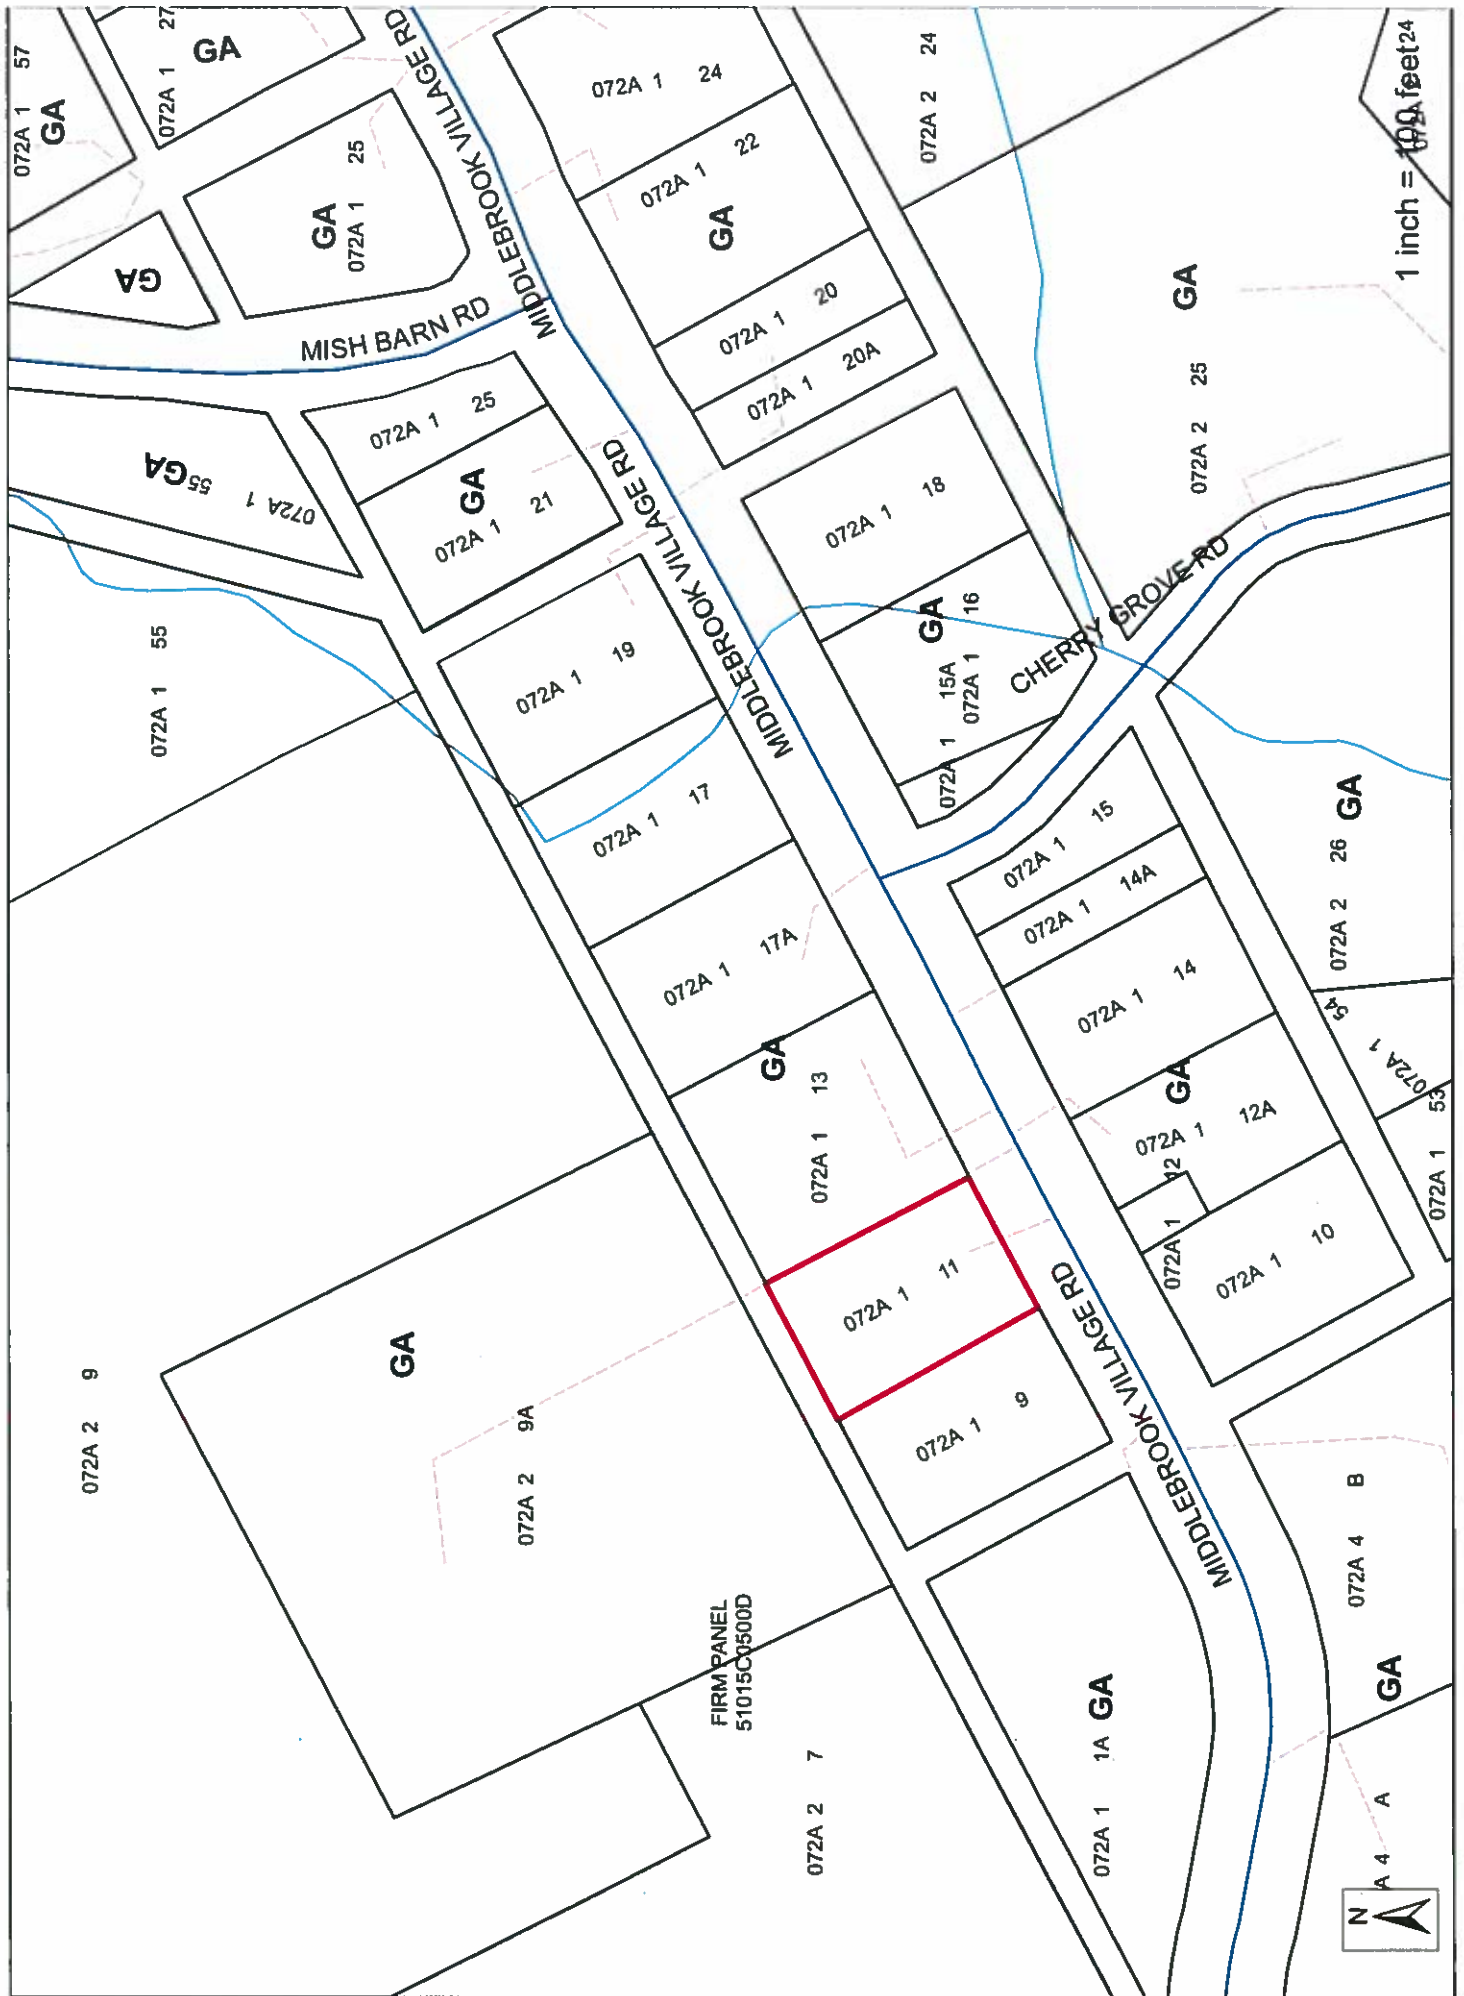 072A 1 57
GA
072A 1 27
GA
MIDDLEBROOK VILLAGE RD
072A 1 24
072A 2 24
1 inch = 100 feet
24
GA
072A 1 25
GA
MISH BARN RD
072A 1 22
GA
072A 1 20
072A 1 20A
GA
072A 2 25
072A 1 25
GA
072A 1 21
GA
55
072A 1
072A 1 55
MIDDLEBROOK VILLAGE RD
072A 1 18
GA
16
072A 1
15A
072A 1
CHERRY GROVE RD
072A 1 19
072A 1 17
072A 1 17A
072A 1 15
072A 1 14A
072A 1 14
GA
072A 2 26
54
072A 1
072A 1 53
GA
072A 1 13
GA
072A 1 12A
12
072A 1
072A 1 10
072A 1 11
072A 1 9
MIDDLEBROOK VILLAGE RD
GA
072A 2 9A
072A 2 9
FIRM PANEL
51015C0500D
072A 2 7
GA
072A 1 1A
072A 4 B
GA
A 4 A
N